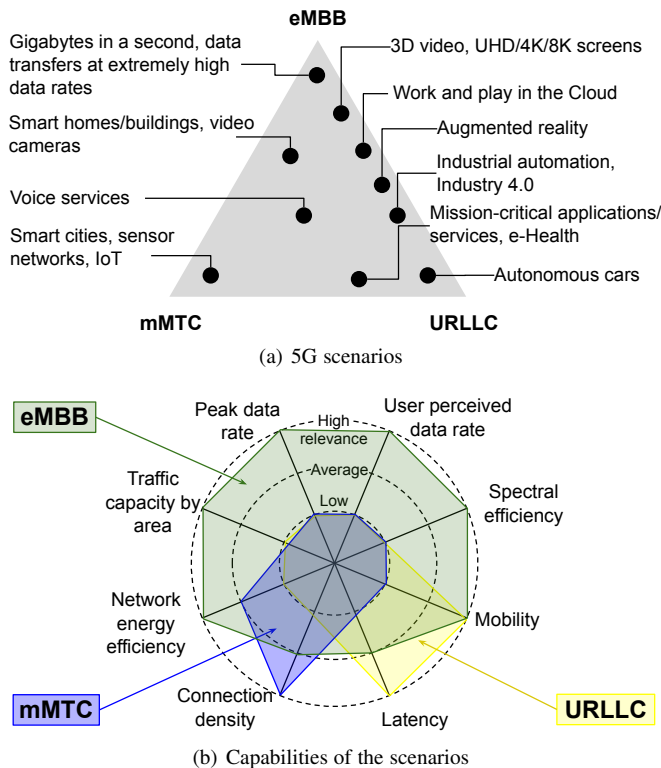 eMBB
Gigabytes in a second, data
transfers at extremely high
data rates
3D video, UHD/4K/8K screens
Work and play in the Cloud
Smart homes/buildings, video
cameras
Augmented reality
Industrial automation,
Industry 4.0
Voice services
Mission-critical applications/
services, e-Health
Smart cities, sensor
networks, IoT
Autonomous cars
mMTC
URLLC
(a) 5G scenarios
eMBB
Peak data
rate
High
relevance
User perceived
data rate
Average
Traffic
capacity by
area
Low
Spectral
efficiency
Network
energy
efficiency
Mobility
mMTC
Connection
density
Latency
URLLC
(b) Capabilities of the scenarios